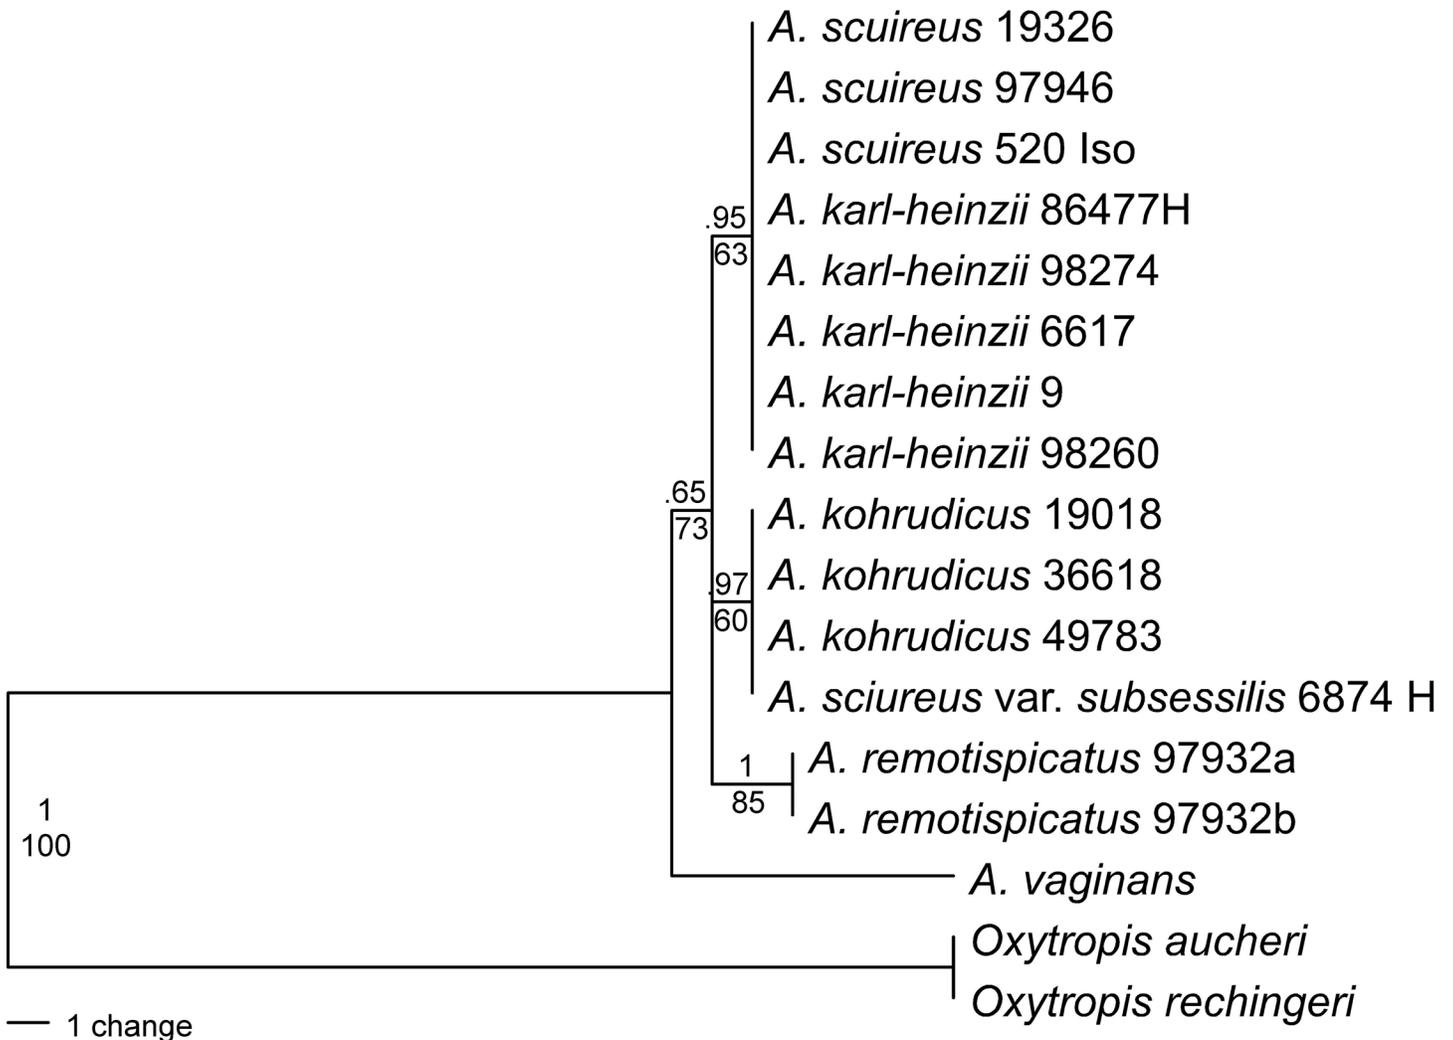 A. scuireus 19326
A. scuireus 97946
A. scuireus 520 Iso
A. karl-heinzii 86477H
.95
63
A. karl-heinzii 98274
A. karl-heinzii 6617
A. karl-heinzii 9
A. karl-heinzii 98260
.65
73
A. kohrudicus 19018
A. kohrudicus 36618
.97
60
A. kohrudicus 49783
A. sciureus var. subsessilis 6874 H
A. remotispicatus 97932a
1
85
A. remotispicatus 97932b
1
100
A. vaginans
Oxytropis aucheri
Oxytropis rechingeri
1 change